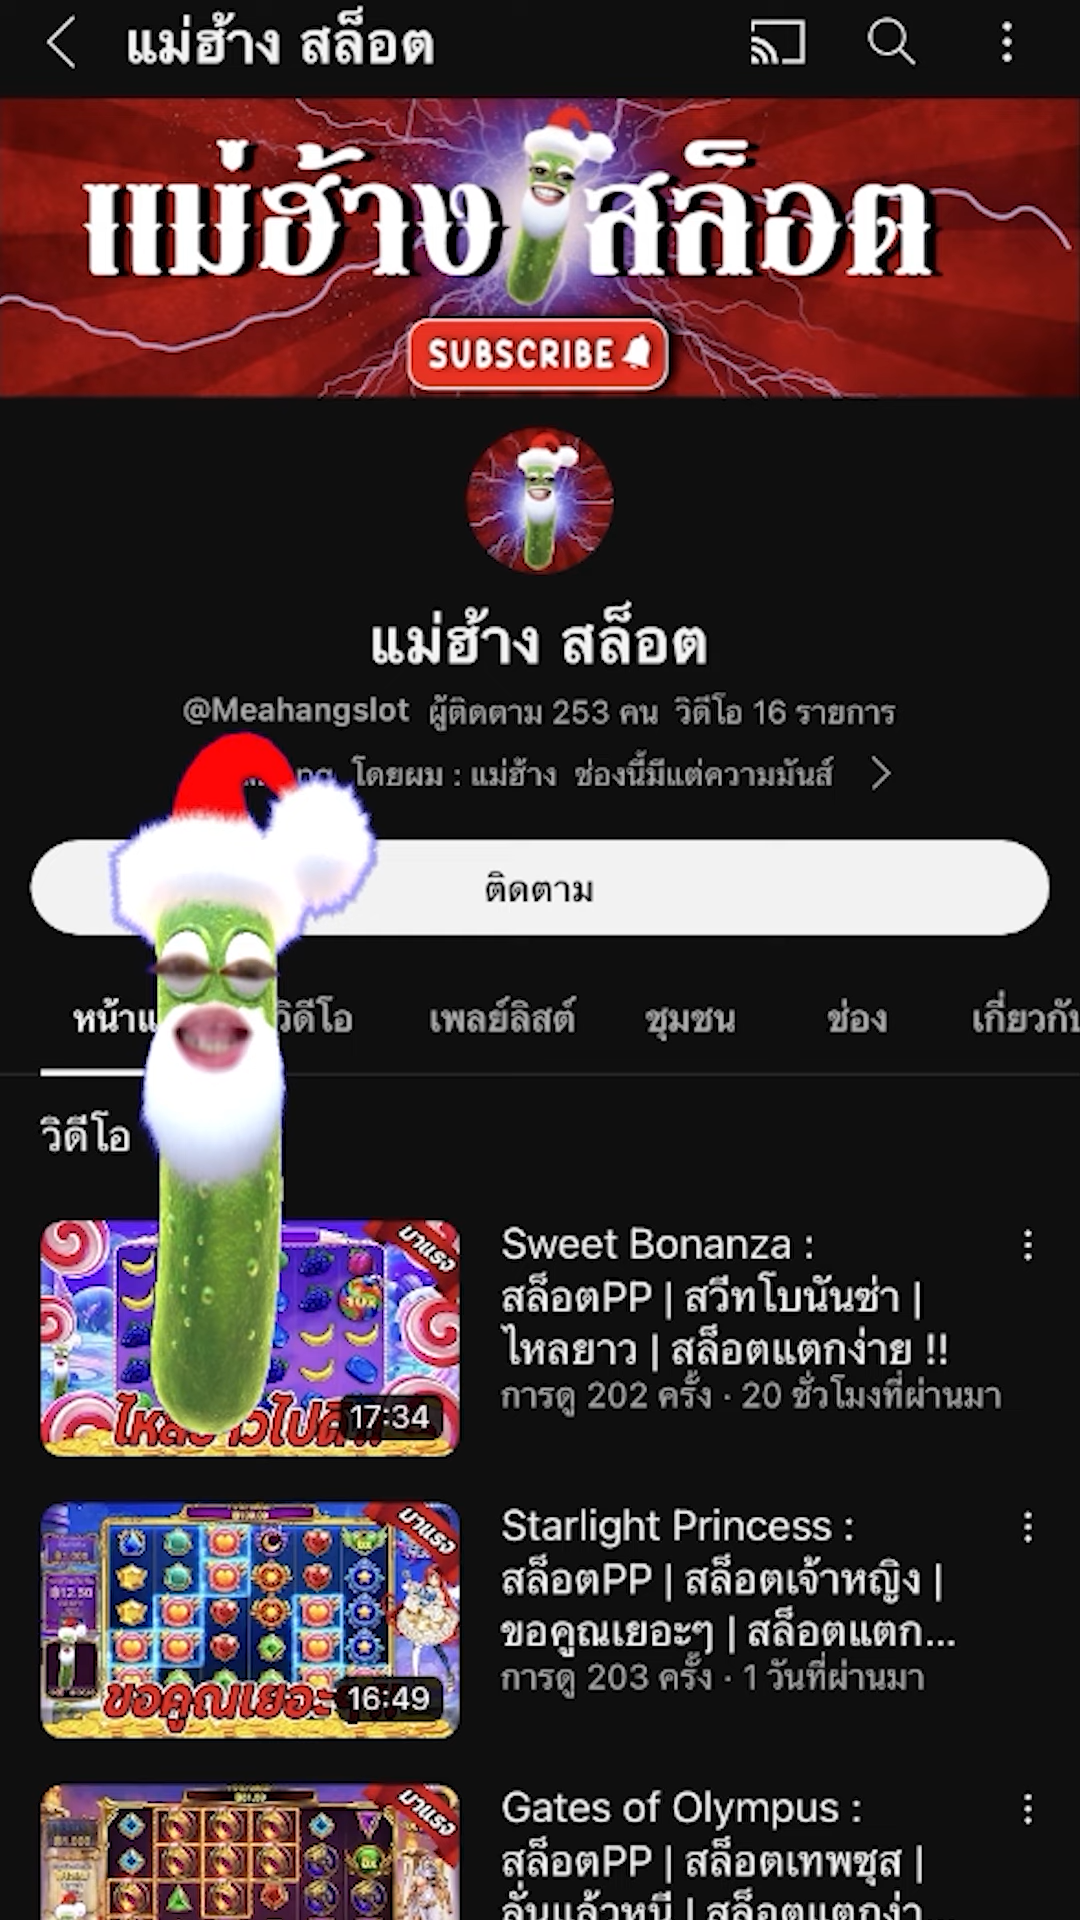 แม่ฮ้าง สล็อต
แม่ฮ้าง สล็อต
SUBSCRIBE
แม่ฮ้าง สล็อต
@Meahangslot ผู้ติดตาม 253 คน วิดีโอ 16 รายการ
โดยผม : แม่ฮ้าง ช่องนี้มีแต่ความมันส์
ติดตาม
วิดีโอ เพลย์ลิสต์ ชุมชน ช่อง
วิดีโอ
มาแรง
17:34
Sweet Bonanza :
สล็อตPP | สวีทโบนันซ่า |
ไหลยาว | สล็อตแตกง่าย !!
การดู 202 ครั้ง · 20 ชั่วโมงที่ผ่านมา
มาแรง
฿12.50
ขอคูณเยอะ
16:49
Starlight Princess :
สล็อตPP | สล็อตเจ้าหญิง |
ขอคูณเยอะๆ | สล็อตแตก...
การดู 203 ครั้ง · 1 วันที่ผ่านมา
มาแรง
Gates of Olympus :
สล็อตPP | สล็อตเทพซุส |